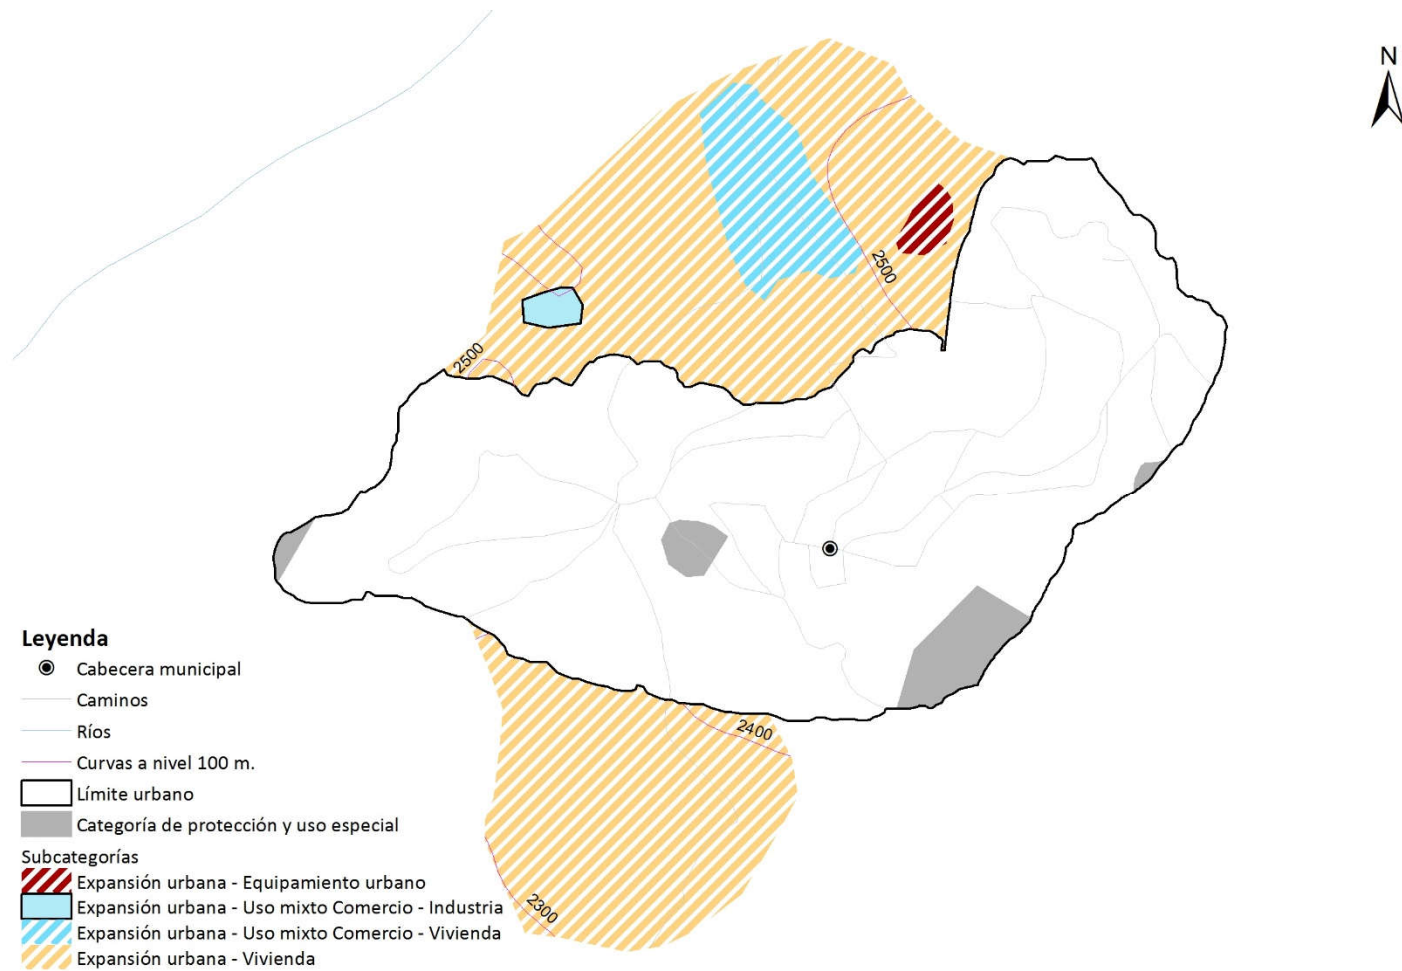 N
2500
2500
2400
2300
Leyenda
Cabecera municipal
Caminos
Ríos
Curvas a nivel 100 m.
Límite urbano
Categoría de protección y uso especial
Subcategorías
Expansión urbana - Equipamiento urbano
Expansión urbana - Uso mixto Comercio - Industria
Expansión urbana - Uso mixto Comercio - Vivienda
Expansión urbana - Vivienda